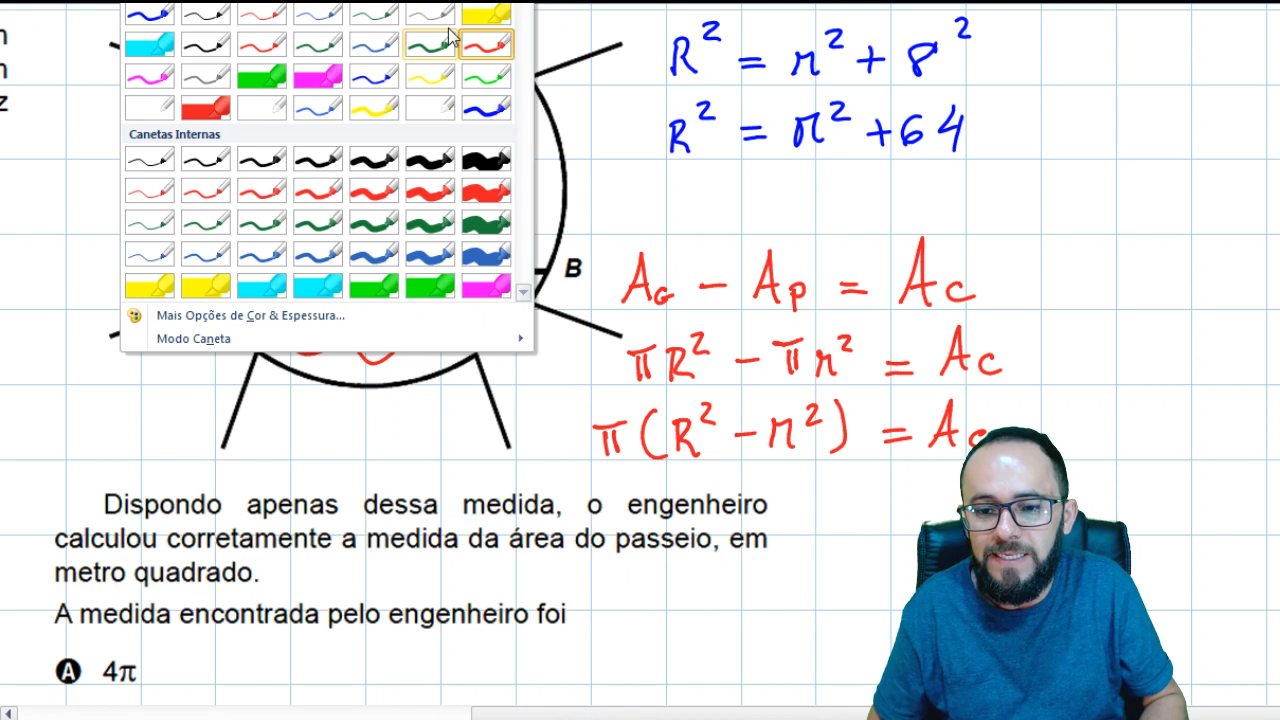 m
m
z
R² = r² + 8²
R² = r² + 64
Canetas Internas
B
A_G - A_P = A_C
Mais Opções de Cor & Espessura...
Modo Caneta
πR² - πr² = A_C
π(R² - r²) = A_C
Dispondo apenas dessa medida, o engenheiro
calculou corretamente a medida da área do passeio, em
metro quadrado.
A medida encontrada pelo engenheiro foi
A 4π